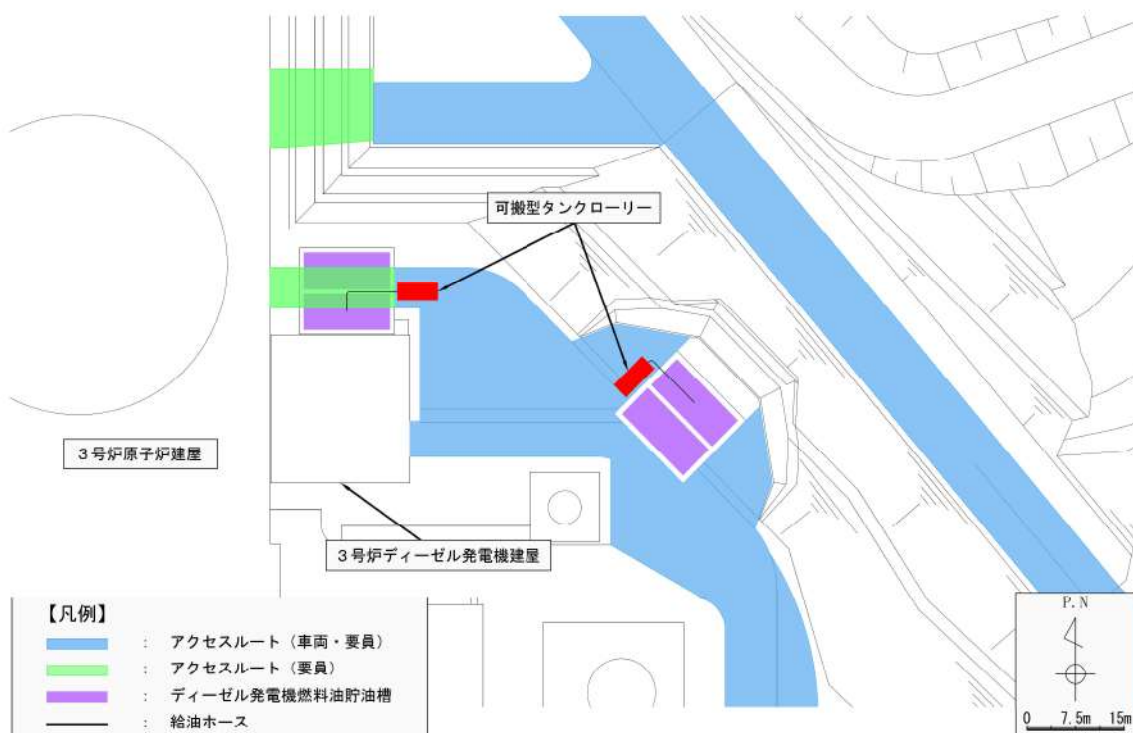 可搬型タンクローリー
3号炉原子炉建屋
3号炉ディーゼル発電機建屋
【凡例】
： アクセスルート（車両・要員）
： アクセスルート（要員）
： ディーゼル発電機燃料油貯油槽
： 給油ホース
P.N
0 7.5m 15m